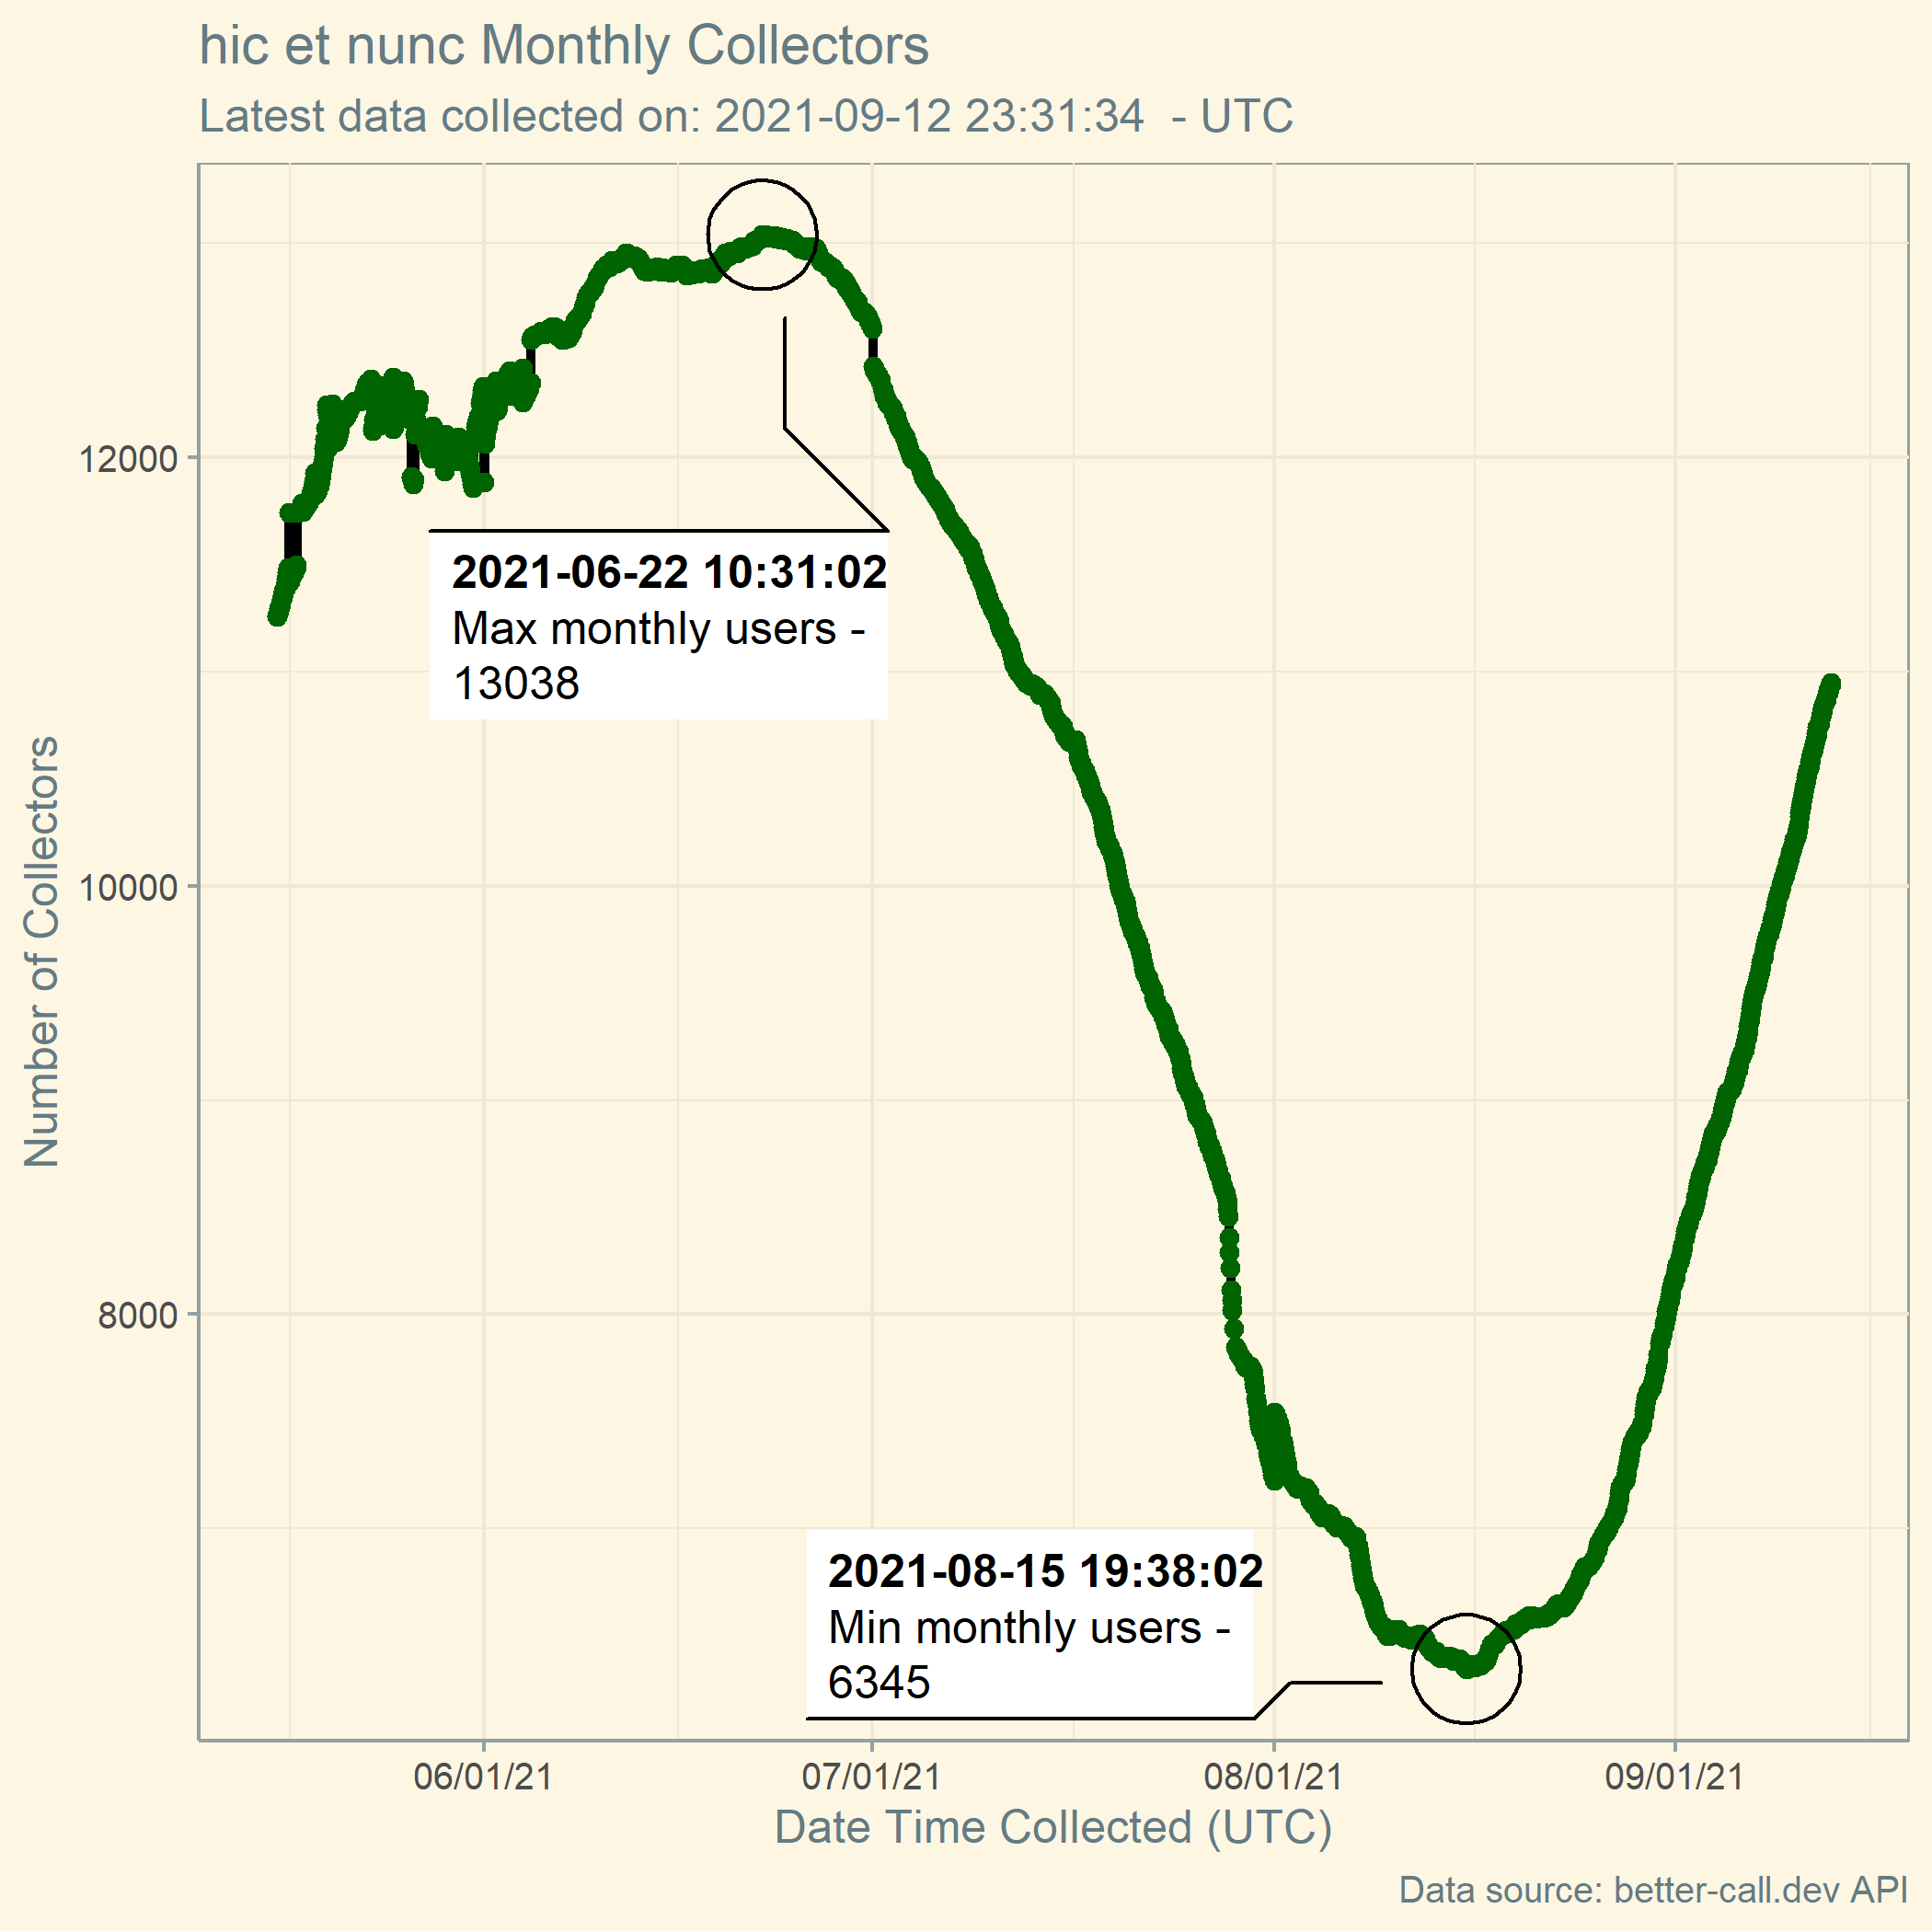 hic et nunc Monthly Collectors
Latest data collected on: 2021-09-12 23:31:34  - UTC
Number of Collectors
12000
10000
8000
2021-06-22 10:31:02
Max monthly users -
13038
2021-08-15 19:38:02
Min monthly users -
6345
06/01/21
07/01/21
08/01/21
09/01/21
Date Time Collected (UTC)
Data source: better-call.dev API